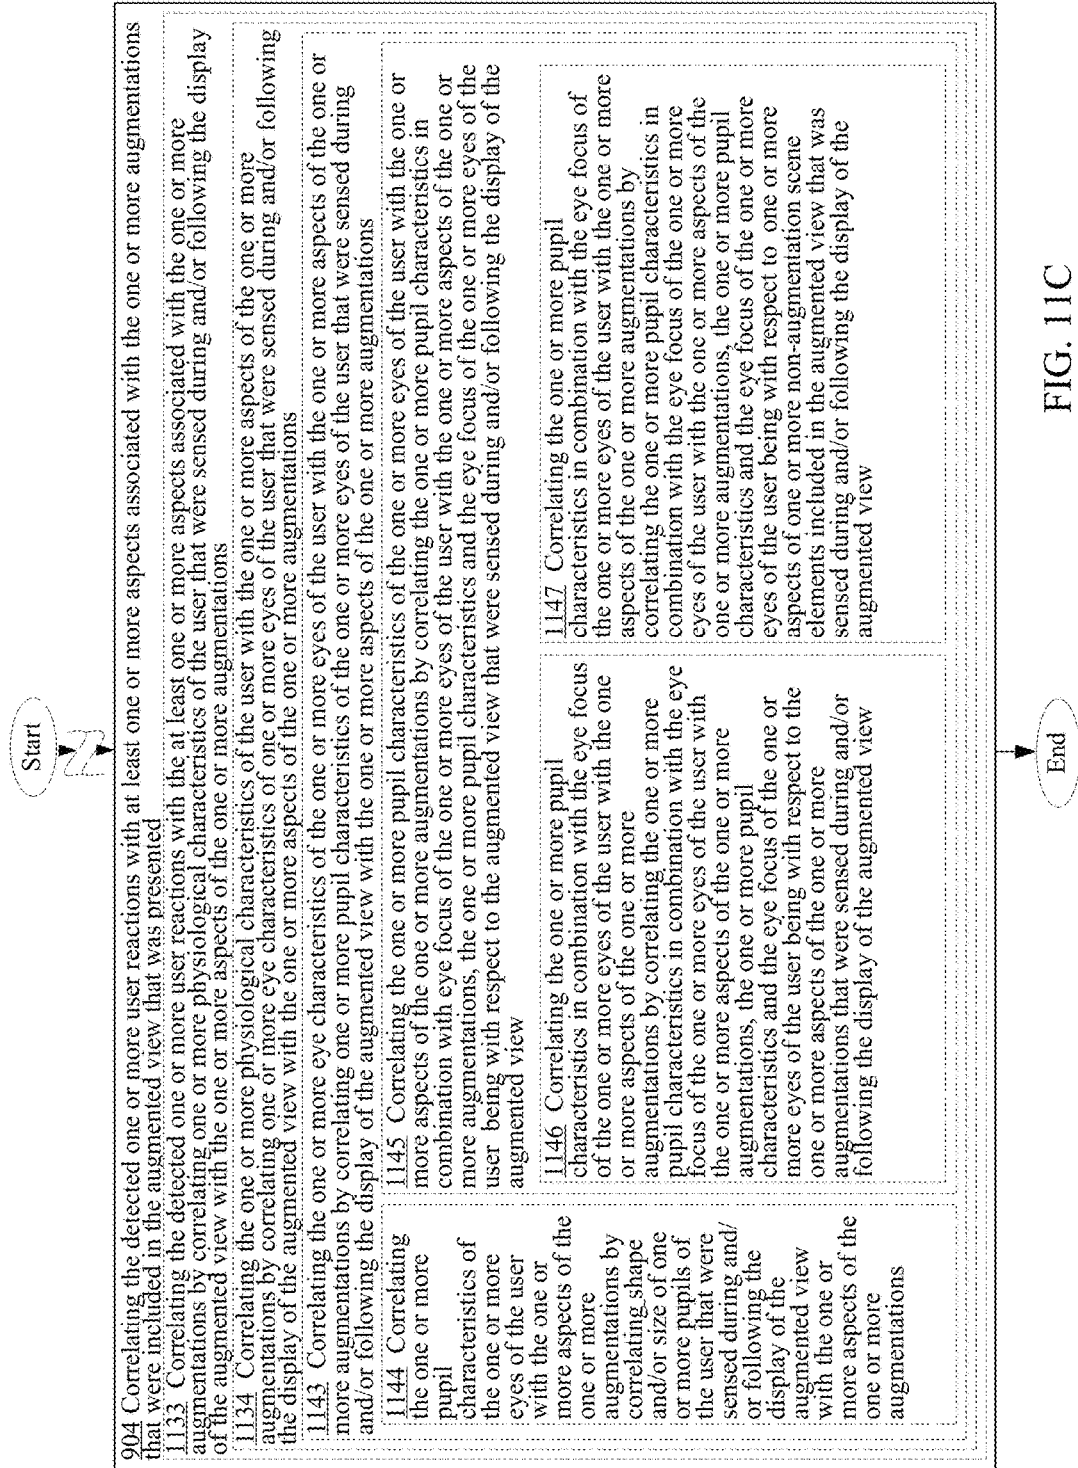 Start
904 Correlating the detected one or more user reactions with at least one or more aspects associated with the one or more augmentations
that were included in the augmented view that was presented
1133 Correlating the detected one or more user reactions with the at least one or more aspects associated with the one or more
augmentations by correlating one or more physiological characteristics of the user that were sensed during and/or following the display
of the augmented view with the one or more aspects of the one or more augmentations
1134 Correlating the one or more physiological characteristics of the user with the one or more aspects of the one or more
augmentations by correlating one or more eye characteristics of one or more eyes of the user that were sensed during and/or following
the display of the augmented view with the one or more aspects of the one or more augmentations
1143 Correlating the one or more eye characteristics of the one or more eyes of the user with the one or more aspects of the one or
more augmentations by correlating one or more pupil characteristics of the one or more eyes of the user that were sensed during
and/or following the display of the augmented view with the one or more aspects of the one or more augmentations
1144 Correlating
the one or more
pupil
characteristics of
the one or more
eyes of the user
with the one or
more aspects of the
one or more
augmentations by
correlating shape
and/or size of one
or more pupils of
the user that were
sensed during and/
or following the
display of the
augmented view
with the one or
more aspects of the
one or more
augmentations
1145 Correlating the one or more pupil characteristics of the one or more eyes of the user with the one or
more aspects of the one or more augmentations by correlating the one or more pupil characteristics in
combination with eye focus of the one or more eyes of the user with the one or more aspects of the one or
more augmentations, the one or more pupil characteristics and the eye focus of the one or more eyes of the
user being with respect to the augmented view that were sensed during and/or following the display of the
augmented view
1146 Correlating the one or more pupil
characteristics in combination with the eye focus
of the one or more eyes of the user with the one
or more aspects of the one or more
augmentations by correlating the one or more
pupil characteristics in combination with the eye
focus of the one or more eyes of the user with
the one or more aspects of the one or more
augmentations, the one or more pupil
characteristics and the eye focus of the one or
more eyes of the user being with respect to the
one or more aspects of the one or more
augmentations that were sensed during and/or
following the display of the augmented view
1147 Correlating the one or more pupil
characteristics in combination with the eye focus of
the one or more eyes of the user with the one or more
aspects of the one or more augmentations by
correlating the one or more pupil characteristics in
combination with the eye focus of the one or more
eyes of the user with the one or more aspects of the
one or more augmentations, the one or more pupil
characteristics and the eye focus of the one or more
eyes of the user being with respect to one or more
aspects of one or more non-augmentation scene
elements included in the augmented view that was
sensed during and/or following the display of the
augmented view
End
FIG. 11C